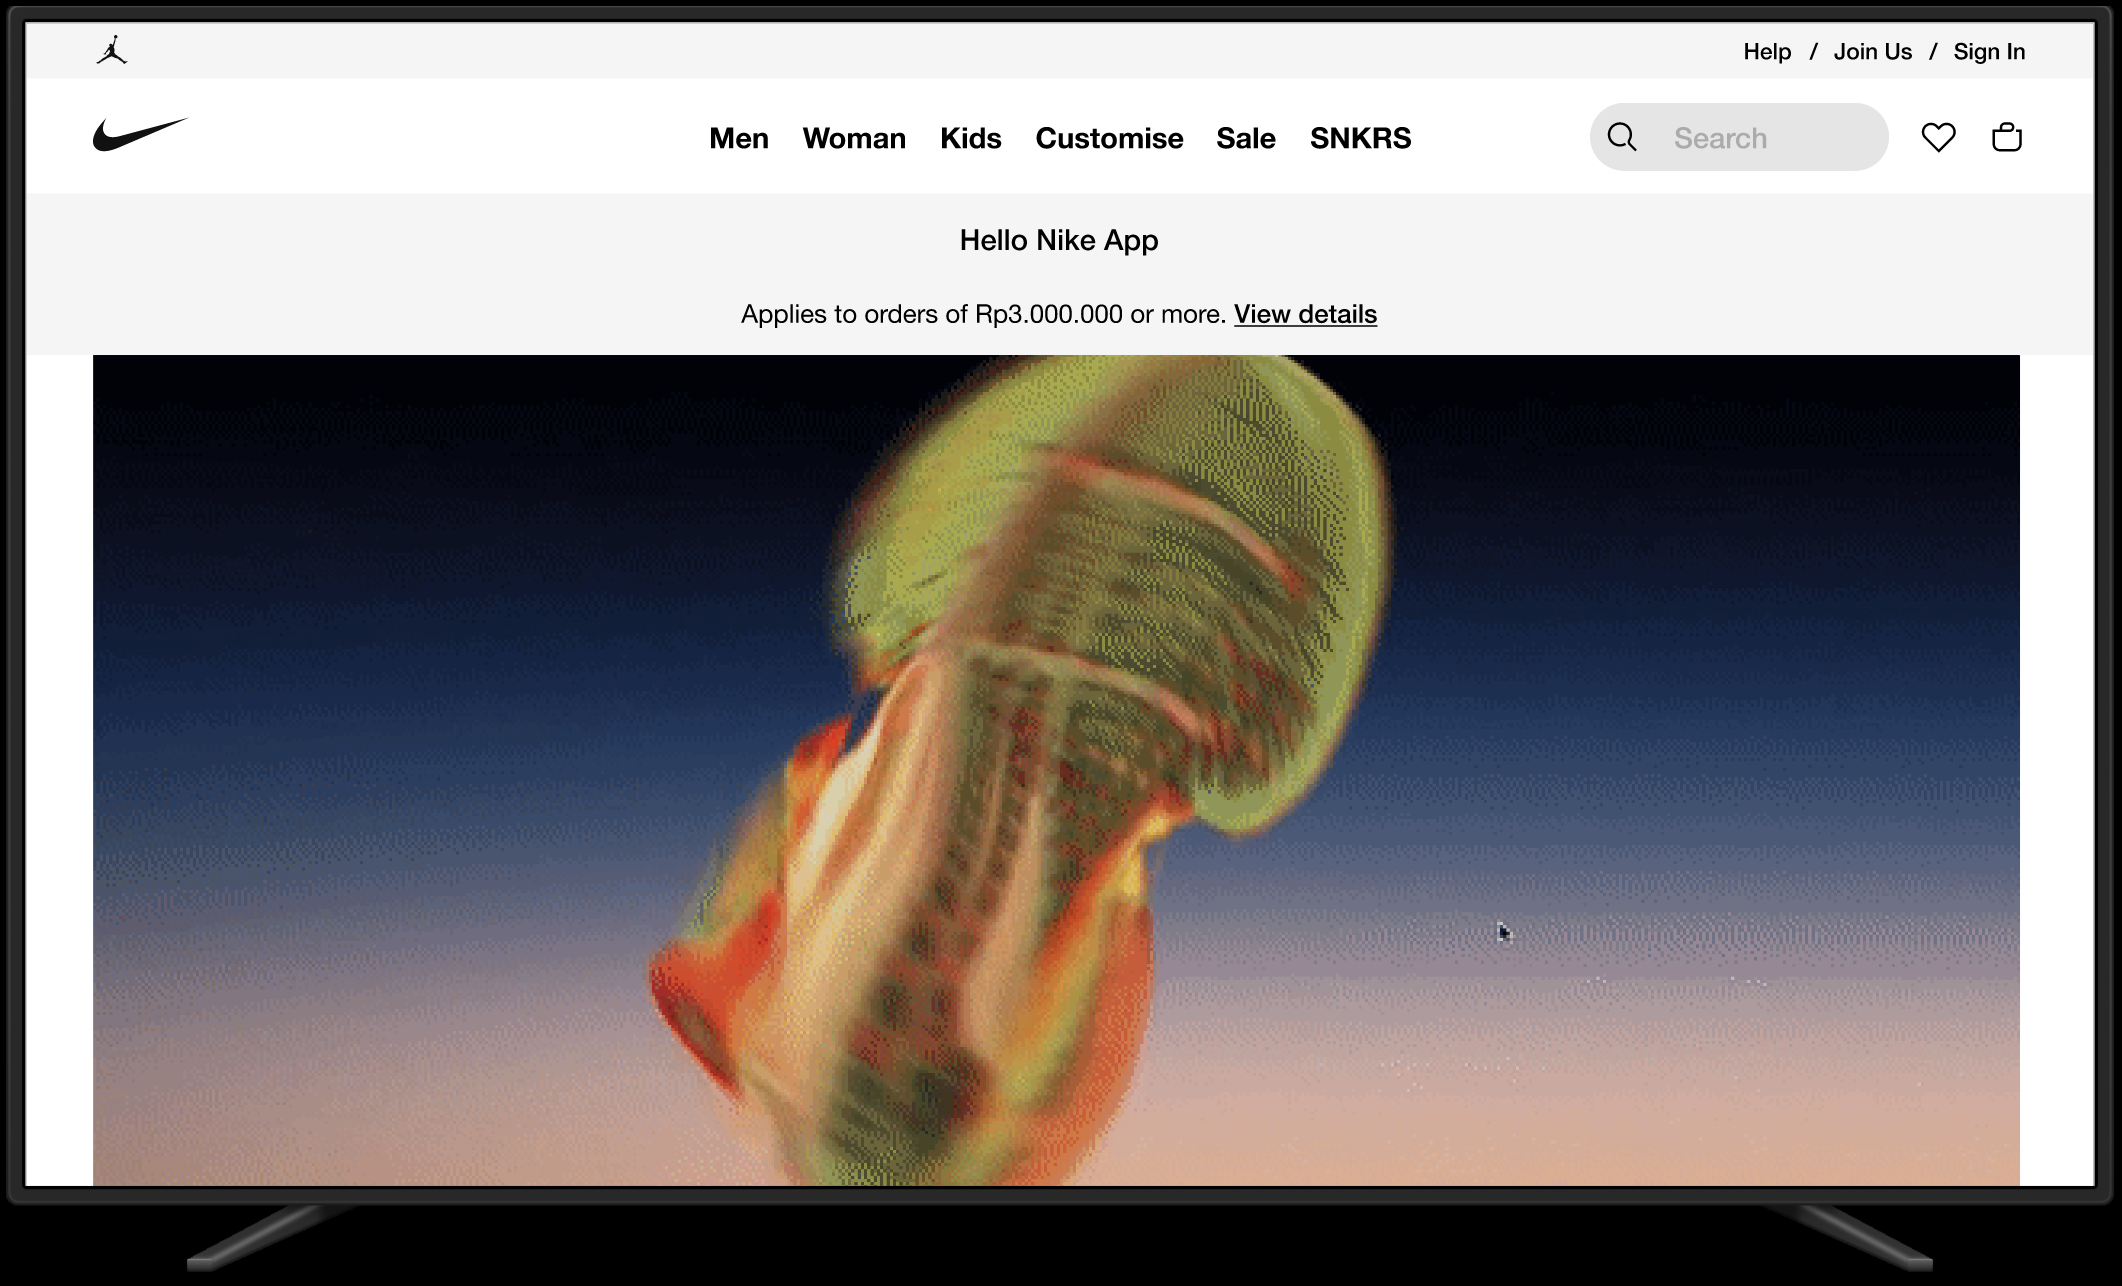 Help / Join Us / Sign In
Men Woman Kids Customise Sale SNKRS Search
Hello Nike App
Applies to orders of Rp3.000.000 or more. View details